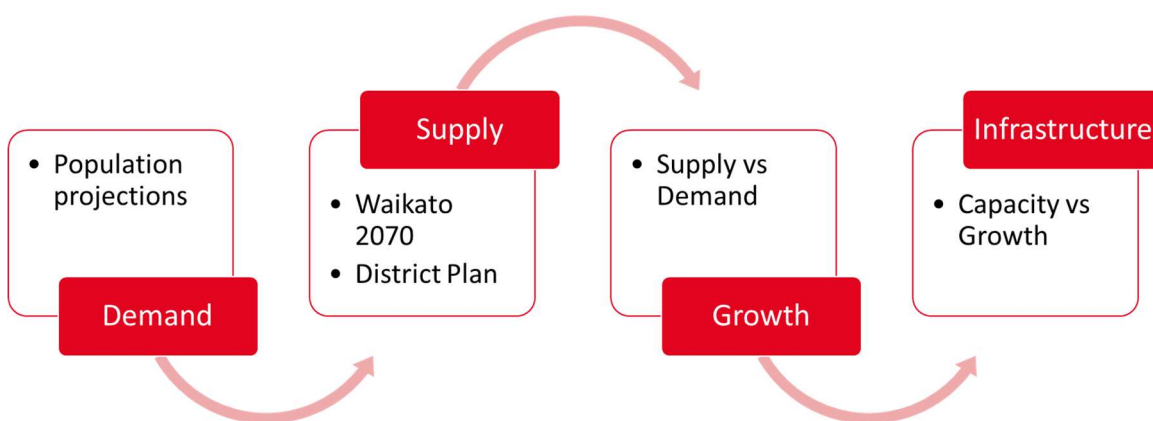 • Population
projections
Demand
Supply
• Waikato
2070
• District Plan
• Supply vs
Demand
Growth
Infrastructure
• Capacity vs
Growth